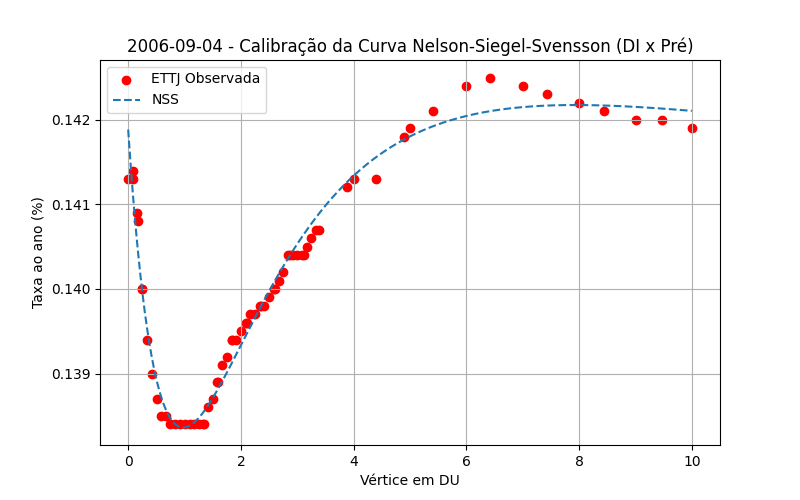 2006-09-04 - Calibração da Curva Nelson-Siegel-Svensson (DI x Pré)
ETTJ Observada
NSS
Taxa ao ano (%)
0.142
0.141
0.140
0.139
0 2 4 6 8 10
Vértice em DU